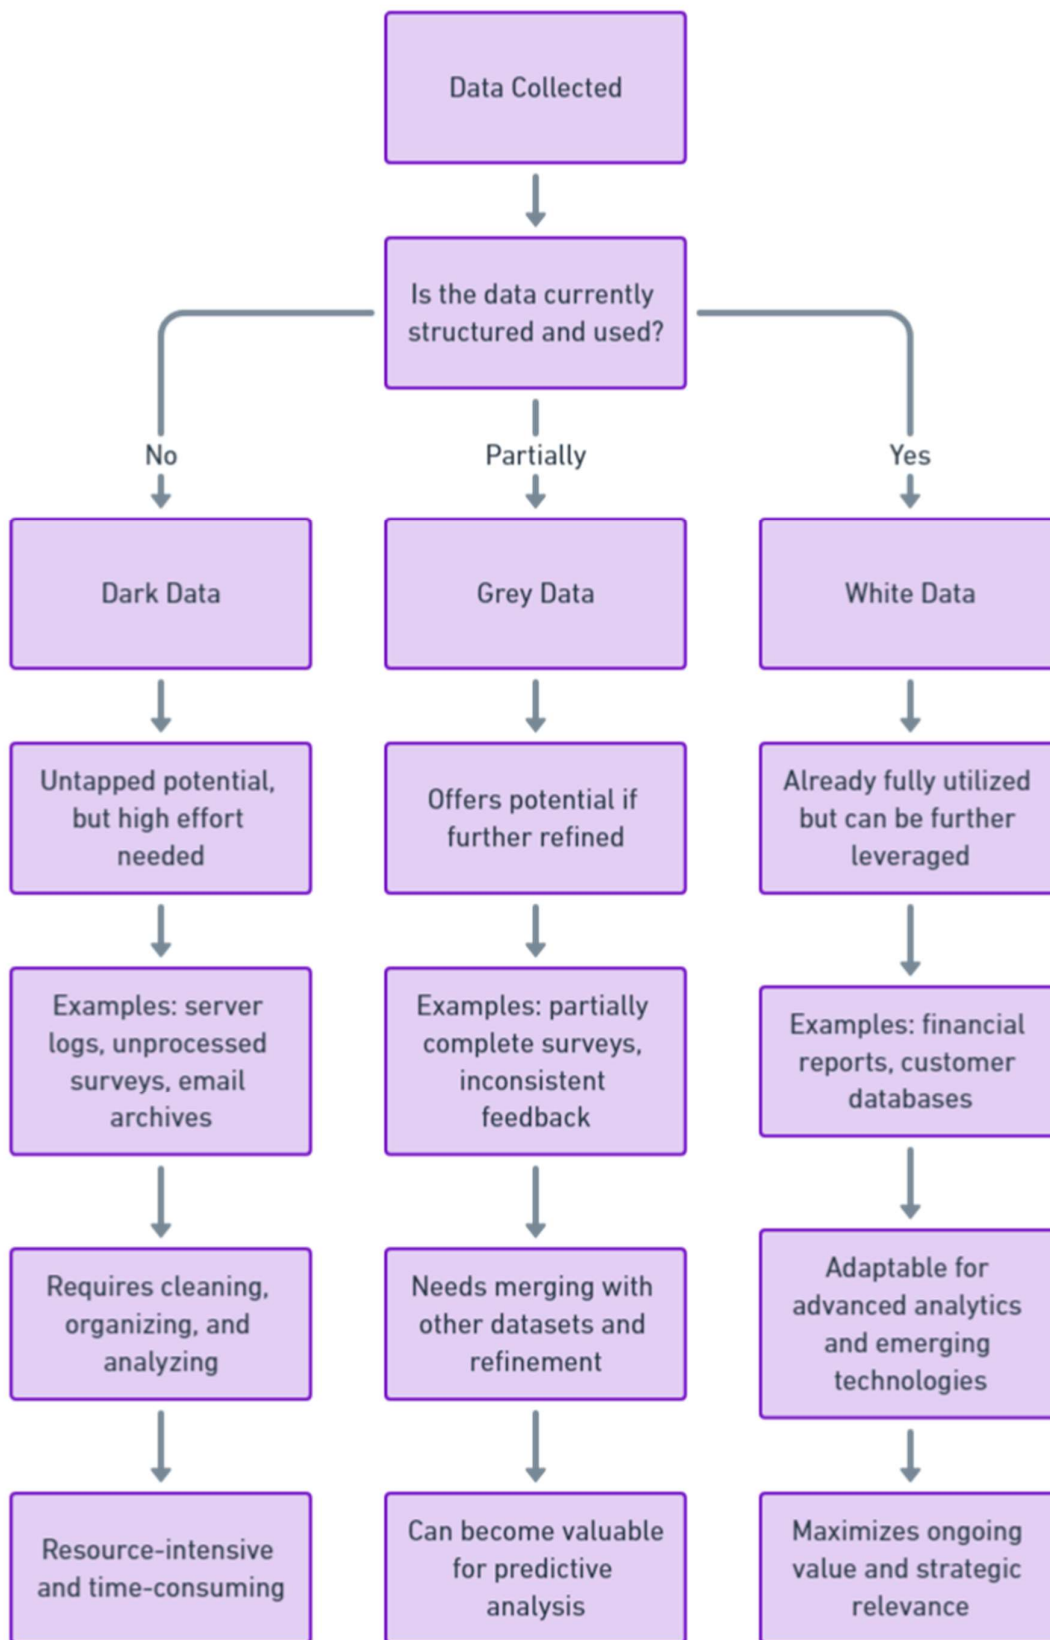 Data Collected
Is the data currently
structured and used?
No
Partially
Yes
Dark Data
Grey Data
White Data
Untapped potential,
but high effort
needed
Offers potential if
further refined
Already fully utilized
but can be further
leveraged
Examples: server
logs, unprocessed
surveys, email
archives
Examples: partially
complete surveys,
inconsistent
feedback
Examples: financial
reports, customer
databases
Requires cleaning,
organizing, and
analyzing
Needs merging with
other datasets and
refinement
Adaptable for
advanced analytics
and emerging
technologies
Resource-intensive
and time-consuming
Can become valuable
for predictive
analysis
Maximizes ongoing
value and strategic
relevance